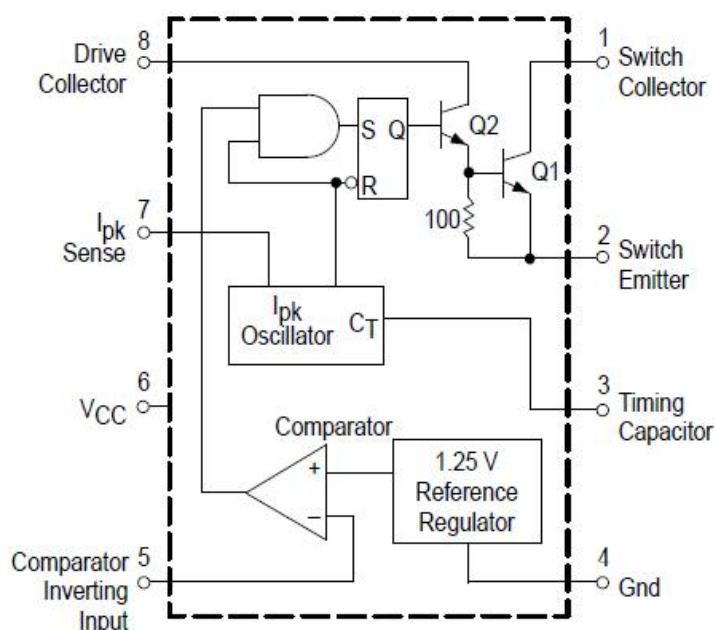 8
Drive
Collector
1
Switch
Collector
S Q
R
Q2
Q1
100
7
Ipk
Sense
2
Switch
Emitter
Ipk
Oscillator
CT
6
VCC
3
Timing
Capacitor
Comparator
+
–
1.25 V
Reference
Regulator
5
Comparator
Inverting
Input
4
Gnd